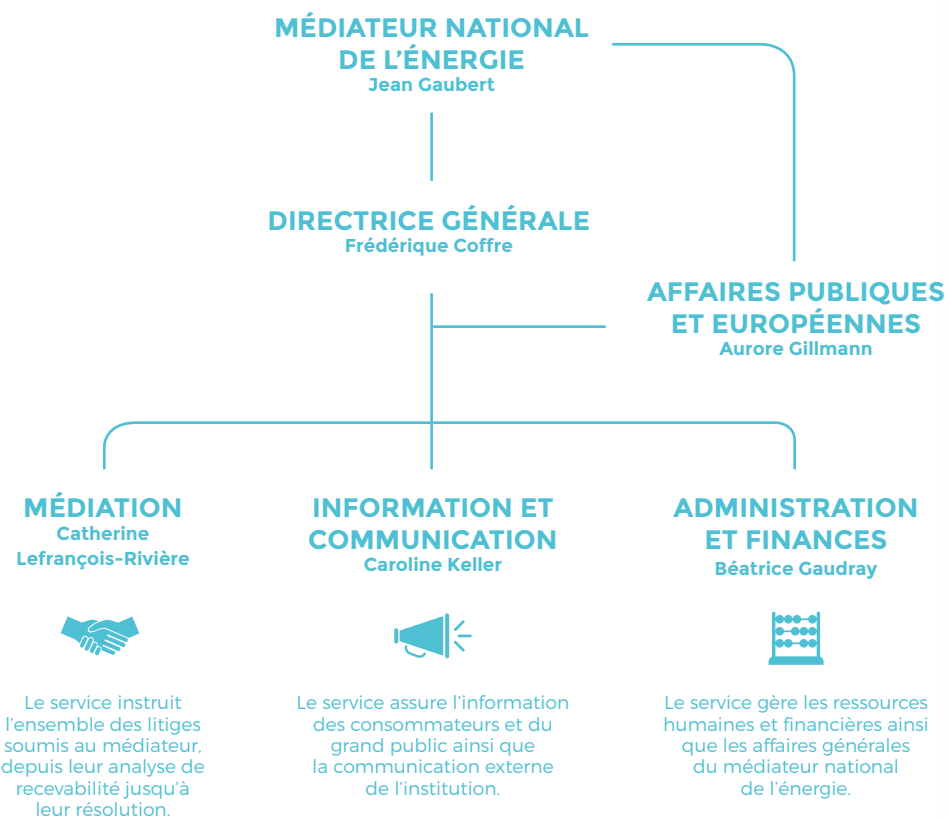 MÉDIATEUR NATIONAL
DE L’ÉNERGIE
Jean Gaubert
DIRECTRICE GÉNÉRALE
Frédérique Coffre
AFFAIRES PUBLIQUES
ET EUROPÉENNES
Aurore Gillmann
MÉDIATION
Catherine
Lefrançois-Rivière
Le service instruit
l’ensemble des litiges
soumis au médiateur,
depuis leur analyse de
recevabilité jusqu’à
leur résolution.
INFORMATION ET
COMMUNICATION
Caroline Keller
Le service assure l’information
des consommateurs et du
grand public ainsi que
la communication externe
de l’institution.
ADMINISTRATION
ET FINANCES
Béatrice Gaudray
Le service gère les ressources
humaines et financières ainsi
que les affaires générales
du médiateur national
de l’énergie.